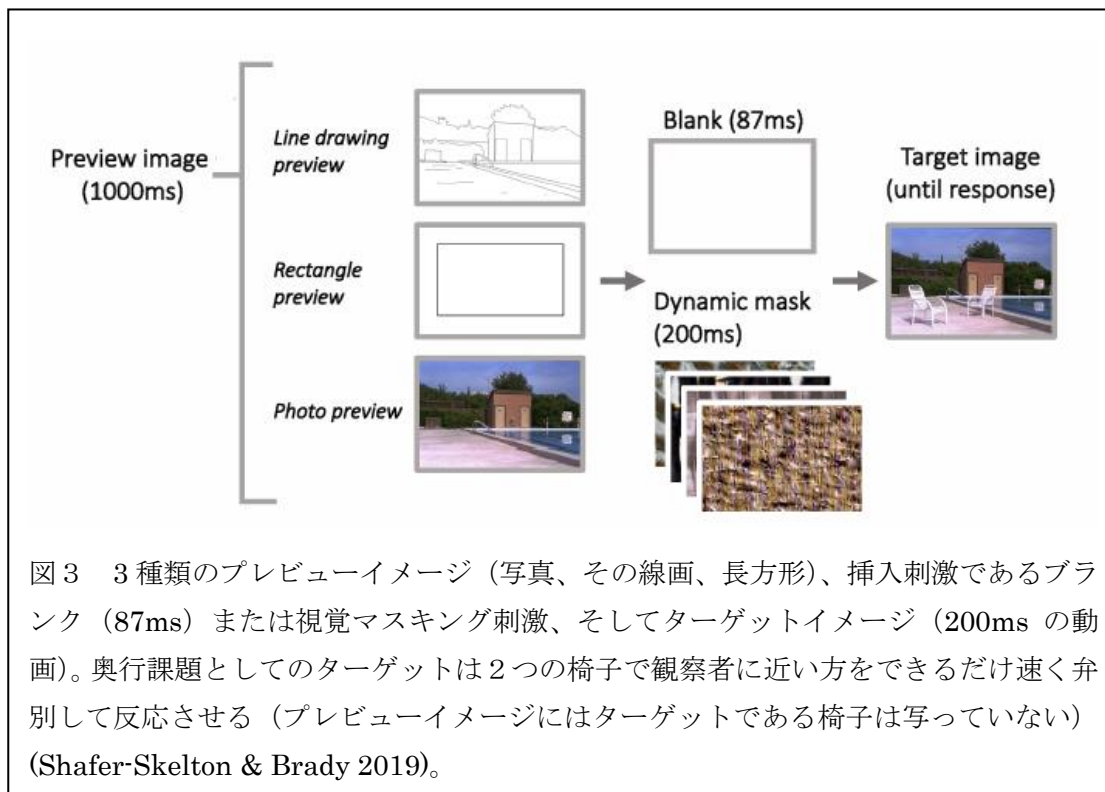 Preview image
(1000ms)
Line drawing
preview
Rectangle
preview
Photo preview
Blank (87ms)
Dynamic mask
(200ms)
Target image
(until response)
図３　３種類のプレビューイメージ（写真、その線画、長方形）、挿入刺激であるブラ
ンク（87ms）または視覚マスキング刺激、そしてターゲットイメージ（200ms の動
画）。奥行課題としてのターゲットは２つの椅子で観察者に近い方をできるだけ速く弁
別して反応させる（プレビューイメージにはターゲットである椅子は写っていない）
(Shafer-Skelton & Brady 2019)。